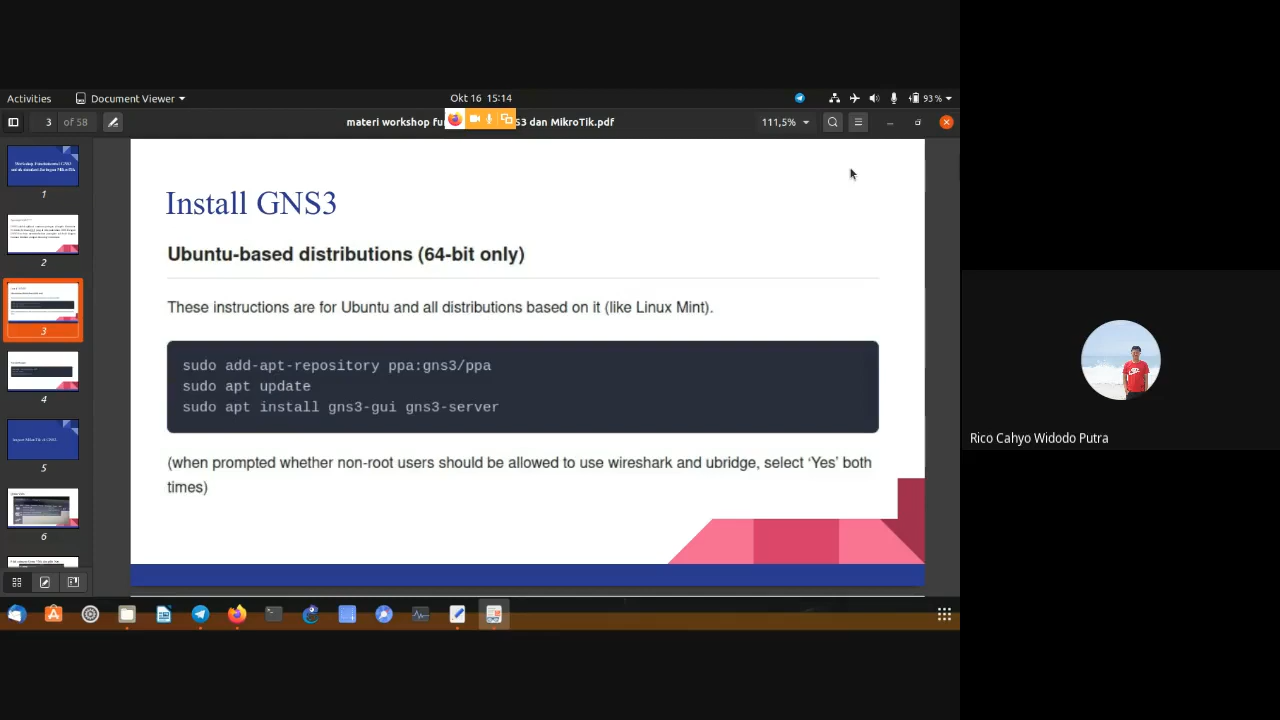 Activities
Document Viewer
Okt 16 15:14
93 %
3 of 58
materi workshop fu
S3 dan MikroTik.pdf
111,5%
1
2
3
4
5
6
Install GNS3
Ubuntu-based distributions (64-bit only)
These instructions are for Ubuntu and all distributions based on it (like Linux Mint).
sudo add-apt-repository ppa:gns3/ppa
sudo apt update
sudo apt install gns3-gui gns3-server
(when prompted whether non-root users should be allowed to use wireshark and ubridge, select ‘Yes’ both
times)
Rico Cahyo Widodo Putra